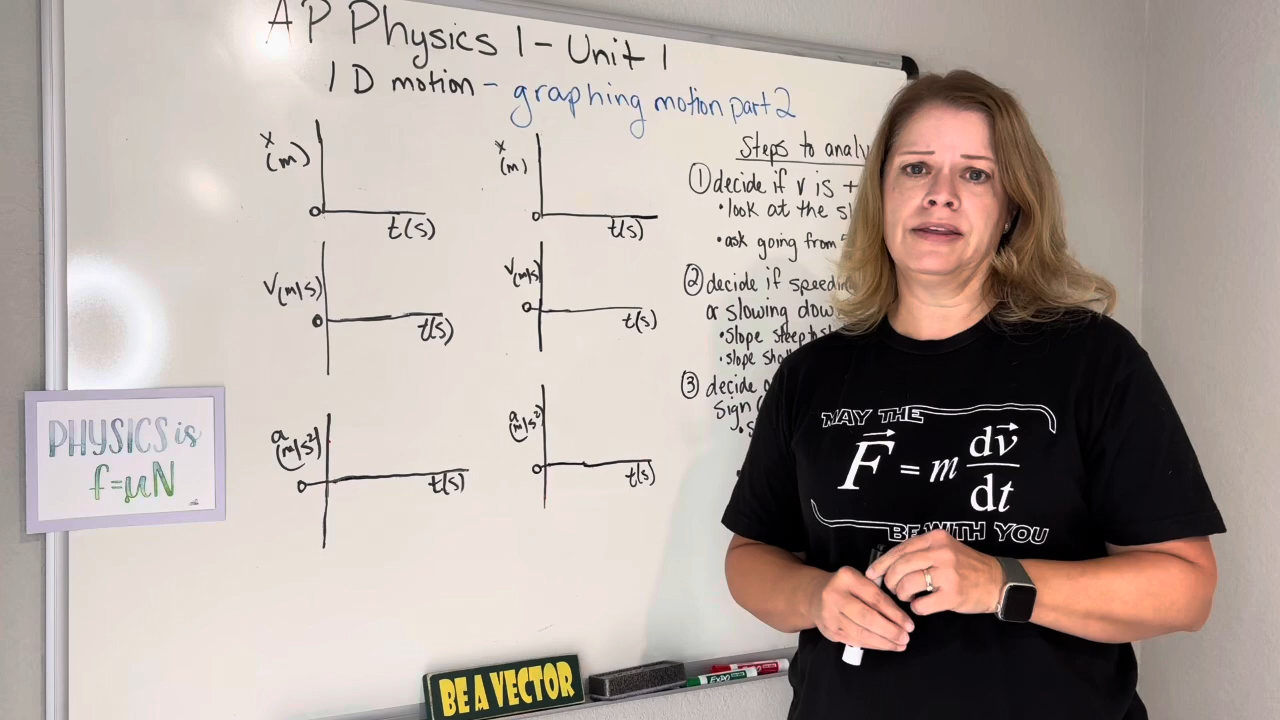 AP Physics 1 - Unit 1
1 D motion - graphing motion part 2
x
(m)
t(s)
x
(m)
t(s)
v(m/s)
t(s)
v(m/s)
t(s)
a
(m/s²)
t(s)
a
(m/s²)
t(s)
Steps to analy
① decide if v is +
• look at the sl
• ask going from
② decide if speedin
or slowing dow
• slope steep
• slope sha
③ decide a
sign (
• s
PHYSICS is
f=μN
MAY THE
F⃗ = m dv⃗/dt
BE WITH YOU
BE A VECTOR
EXPO